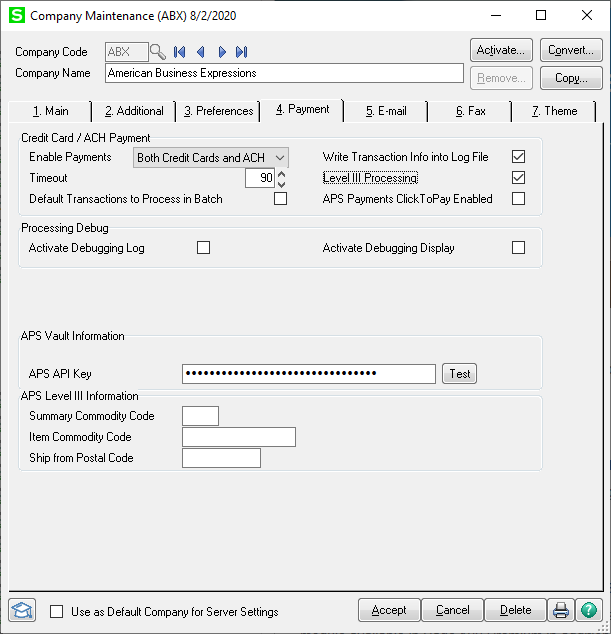 S Company Maintenance (ABX) 8/2/2020
Company Code ABX Activate... Convert...
Company Name American Business Expressions Remove... Copy...
1. Main 2. Additional 3. Preferences 4. Payment 5. E-mail 6. Fax 7. Theme
Credit Card / ACH Payment
Enable Payments Both Credit Cards and ACH Write Transaction Info into Log File
Timeout 90 Level III Processing
Default Transactions to Process in Batch APS Payments ClickToPay Enabled
Processing Debug
Activate Debugging Log Activate Debugging Display
APS Vault Information
APS API Key •••••••••••••••••••••••••••••••• Test
APS Level III Information
Summary Commodity Code
Item Commodity Code
Ship from Postal Code
Use as Default Company for Server Settings Accept Cancel Delete ?